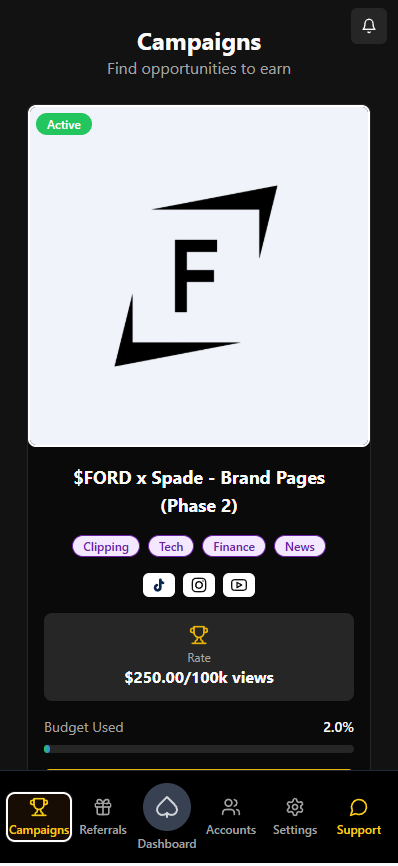 Campaigns
Find opportunities to earn
Active
F
$FORD x Spade - Brand Pages
(Phase 2)
Clipping Tech Finance News
Rate
$250.00/100k views
Budget Used 2.0%
Campaigns Referrals Dashboard Accounts Settings Support